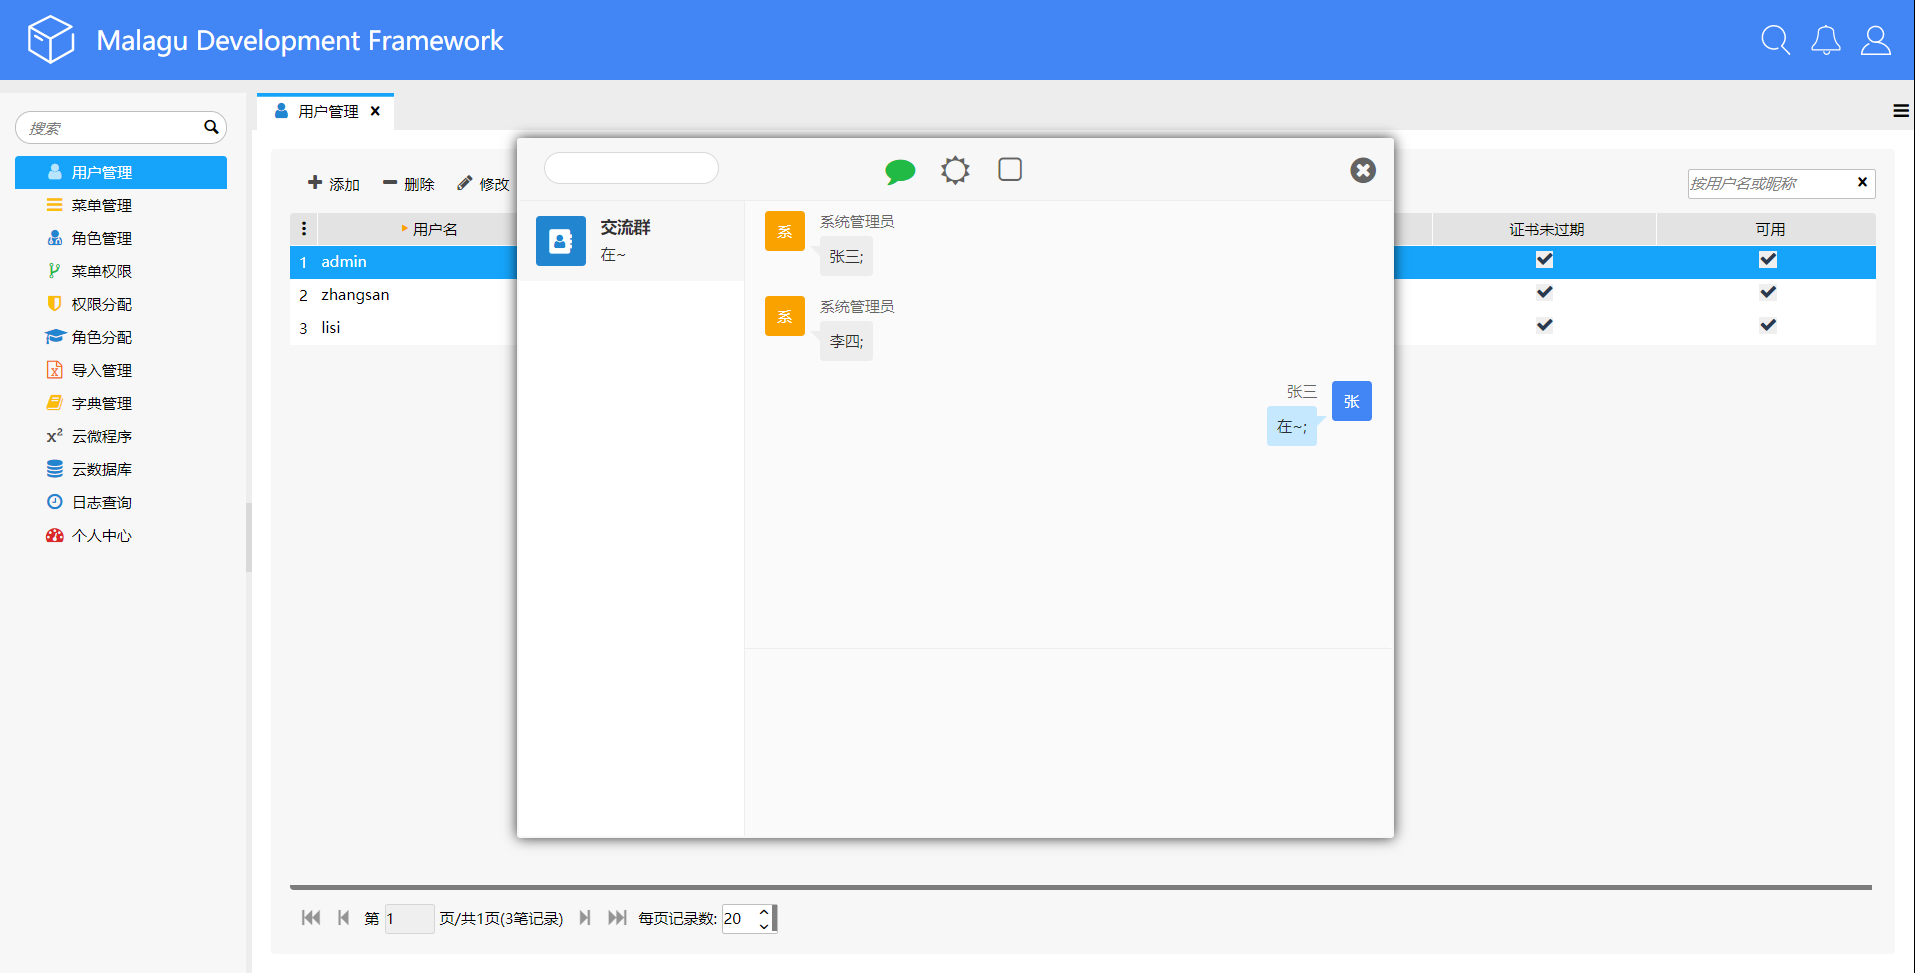 Malagu Development Framework
搜索
用户管理
菜单管理
角色管理
菜单权限
权限分配
角色分配
导入管理
字典管理
x²云微程序
云数据库
日志查询
个人中心
用户管理
添加 删除 修改
按用户名或昵称
用户名 证书未过期 可用
1 admin
2 zhangsan
3 lisi
交流群
在~
系
系统管理员
张三;
系
系统管理员
李四;
张三
张
在~;
第 1 页/共1页(3笔记录) 每页记录数: 20